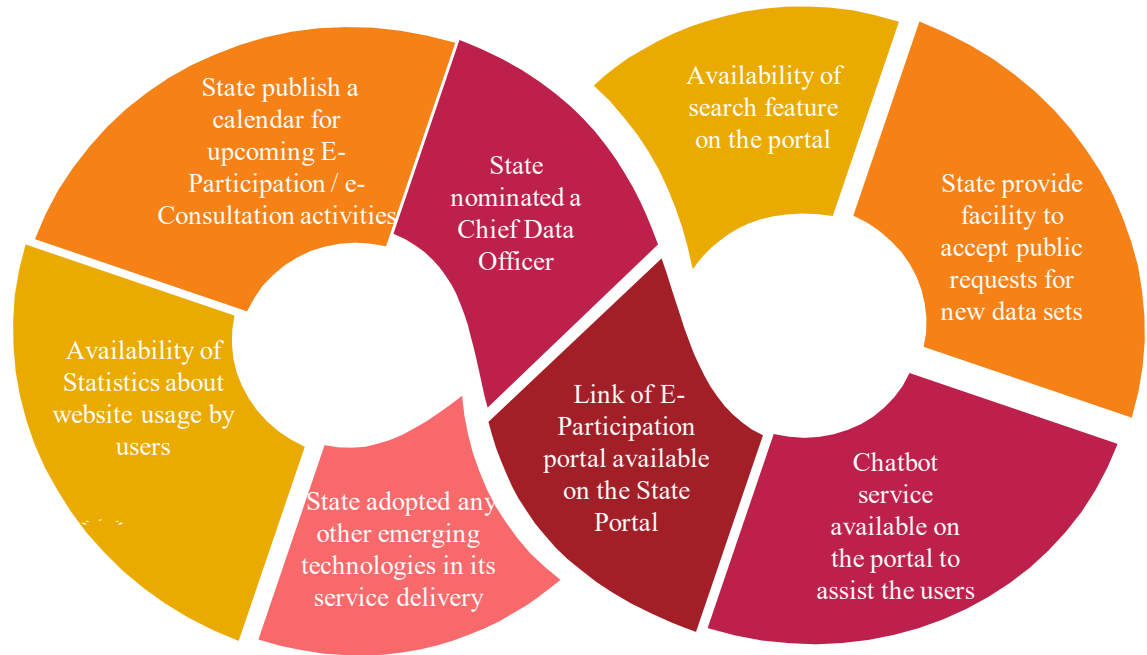 State publish a
calendar for
upcoming E-
Participation / e-
Consultation activities
State
nominated a
Chief Data
Officer
Availability of
search feature
on the portal
State provide
facility to
accept public
requests for
new data sets
Availability of
Statistics about
website usage by
users
State adopted any
other emerging
technologies in its
service delivery
Link of E-
Participation
portal available
on the State
Portal
Chatbot
service
available on
the portal to
assist the users